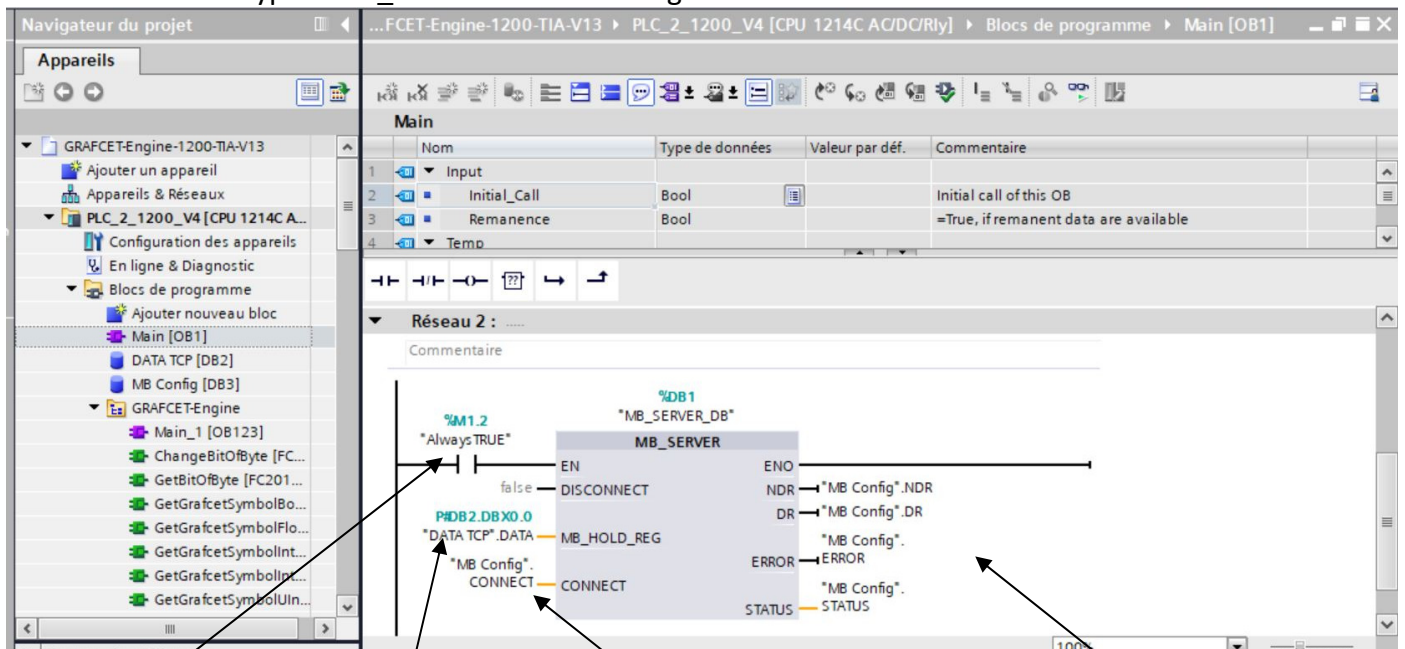 Navigateur du projet
...FCET-Engine-1200-TIA-V13 ▸ PLC_2_1200_V4 [CPU 1214C AC/DC/Rly] ▸ Blocs de programme ▸ Main [OB1]
Appareils
Main
Nom Type de données Valeur par déf. Commentaire
1 Input
2 Initial_Call Bool Initial call of this OB
3 Remanence Bool =True, if remanent data are available
4 Temp
GRAFCET-Engine-1200-TIA-V13
Ajouter un appareil
Appareils & Réseaux
PLC_2_1200_V4 [CPU 1214C A...
Configuration des appareils
En ligne & Diagnostic
Blocs de programme
Ajouter nouveau bloc
Main [OB1]
DATA TCP [DB2]
MB Config [DB3]
GRAFCET-Engine
Main_1 [OB123]
ChangeBitOfByte [FC...
GetBitOfByte [FC201...
GetGrafcetSymbolBo...
GetGrafcetSymbolFlo...
GetGrafcetSymbolInt...
GetGrafcetSymbolInt...
GetGrafcetSymbolUIn...
??
Réseau 2 : .....
Commentaire
%DB1
"MB_SERVER_DB"
%M1.2
"AlwaysTRUE"
MB_SERVER
EN ENO
false DISCONNECT NDR "MB Config".NDR
DR "MB Config".DR
P#DB2.DBX0.0
"DATA TCP".DATA MB_HOLD_REG
"MB Config".
ERROR ERROR
"MB Config".
CONNECT CONNECT
"MB Config".
STATUS STATUS
100%